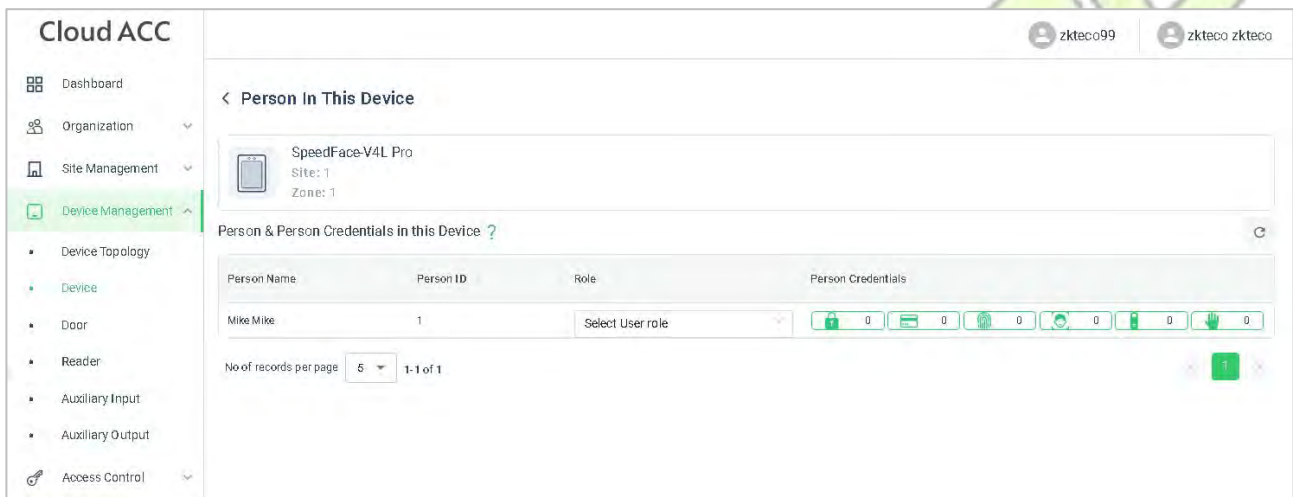 Cloud ACC
zkteco99
zkteco zkteco
Dashboard
Organization
Site Management
Device Management
Device Topology
Device
Door
Reader
Auxiliary Input
Auxiliary Output
Access Control
< Person In This Device
SpeedFace-V4L Pro
Site: 1
Zone: 1
Person & Person Credentials in this Device ?
Person Name Person ID Role Person Credentials
Mike Mike 1 Select User role 0 0 0 0 0 0
No of records per page 5 1-1 of 1 < 1 >